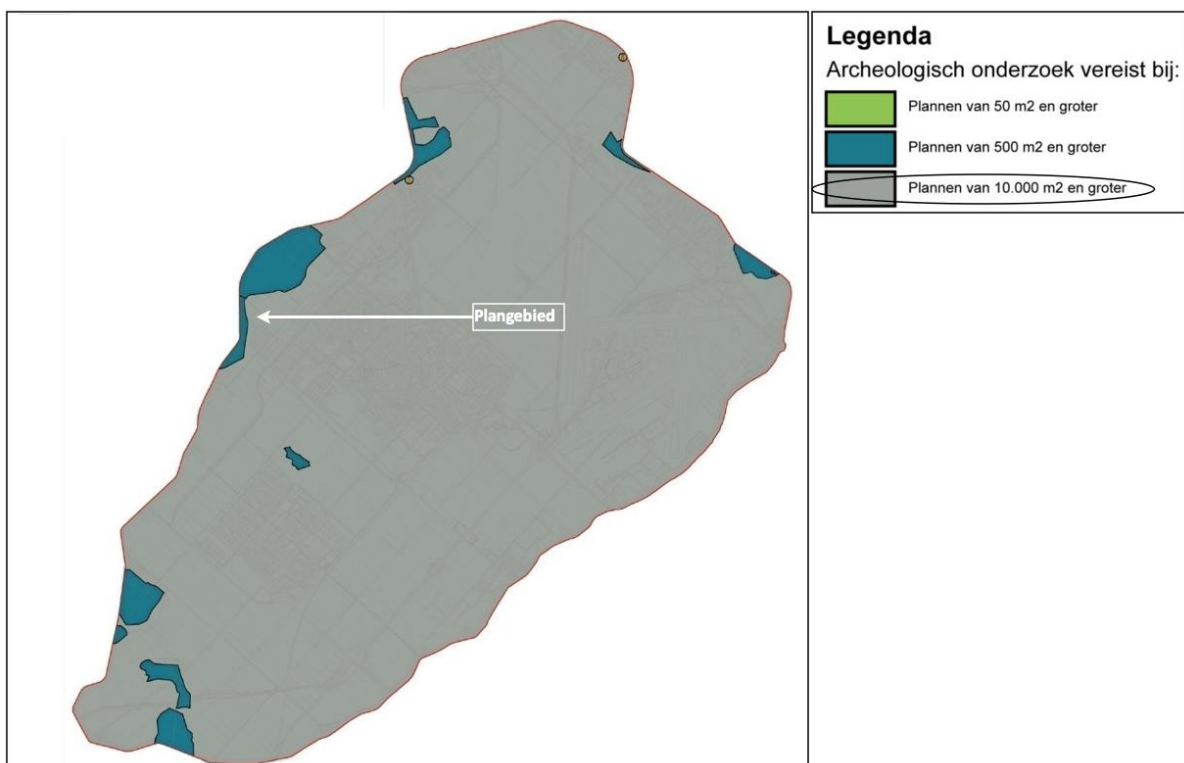 Plangebied
Legenda
Archeologisch onderzoek vereist bij:
Plannen van 50 m2 en groter
Plannen van 500 m2 en groter
Plannen van 10.000 m2 en groter